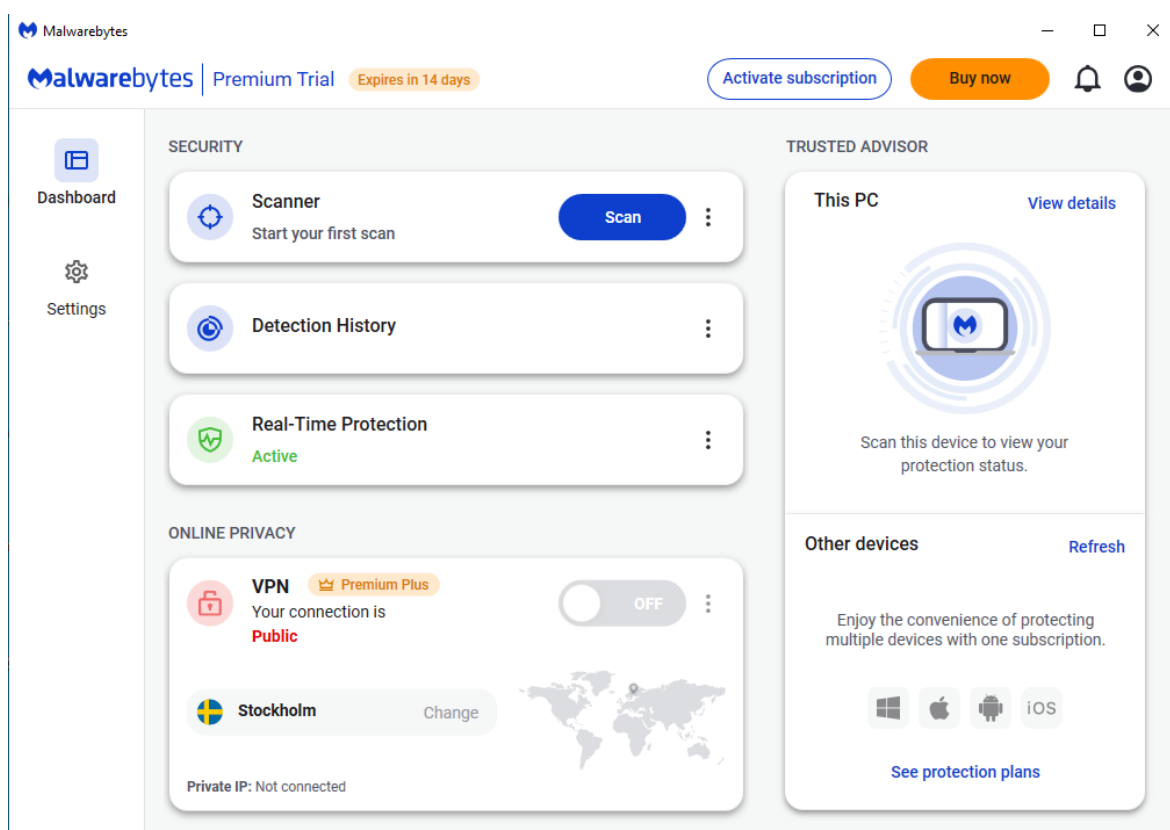 Malwarebytes
Malwarebytes Premium Trial Expires in 14 days
Activate subscription
Buy now
Dashboard
Settings
SECURITY
Scanner
Start your first scan
Scan
Detection History
Real-Time Protection
Active
ONLINE PRIVACY
VPN Premium Plus
Your connection is
Public
OFF
Stockholm
Change
Private IP: Not connected
TRUSTED ADVISOR
This PC
View details
Scan this device to view your
protection status.
Other devices
Refresh
Enjoy the convenience of protecting
multiple devices with one subscription.
iOS
See protection plans